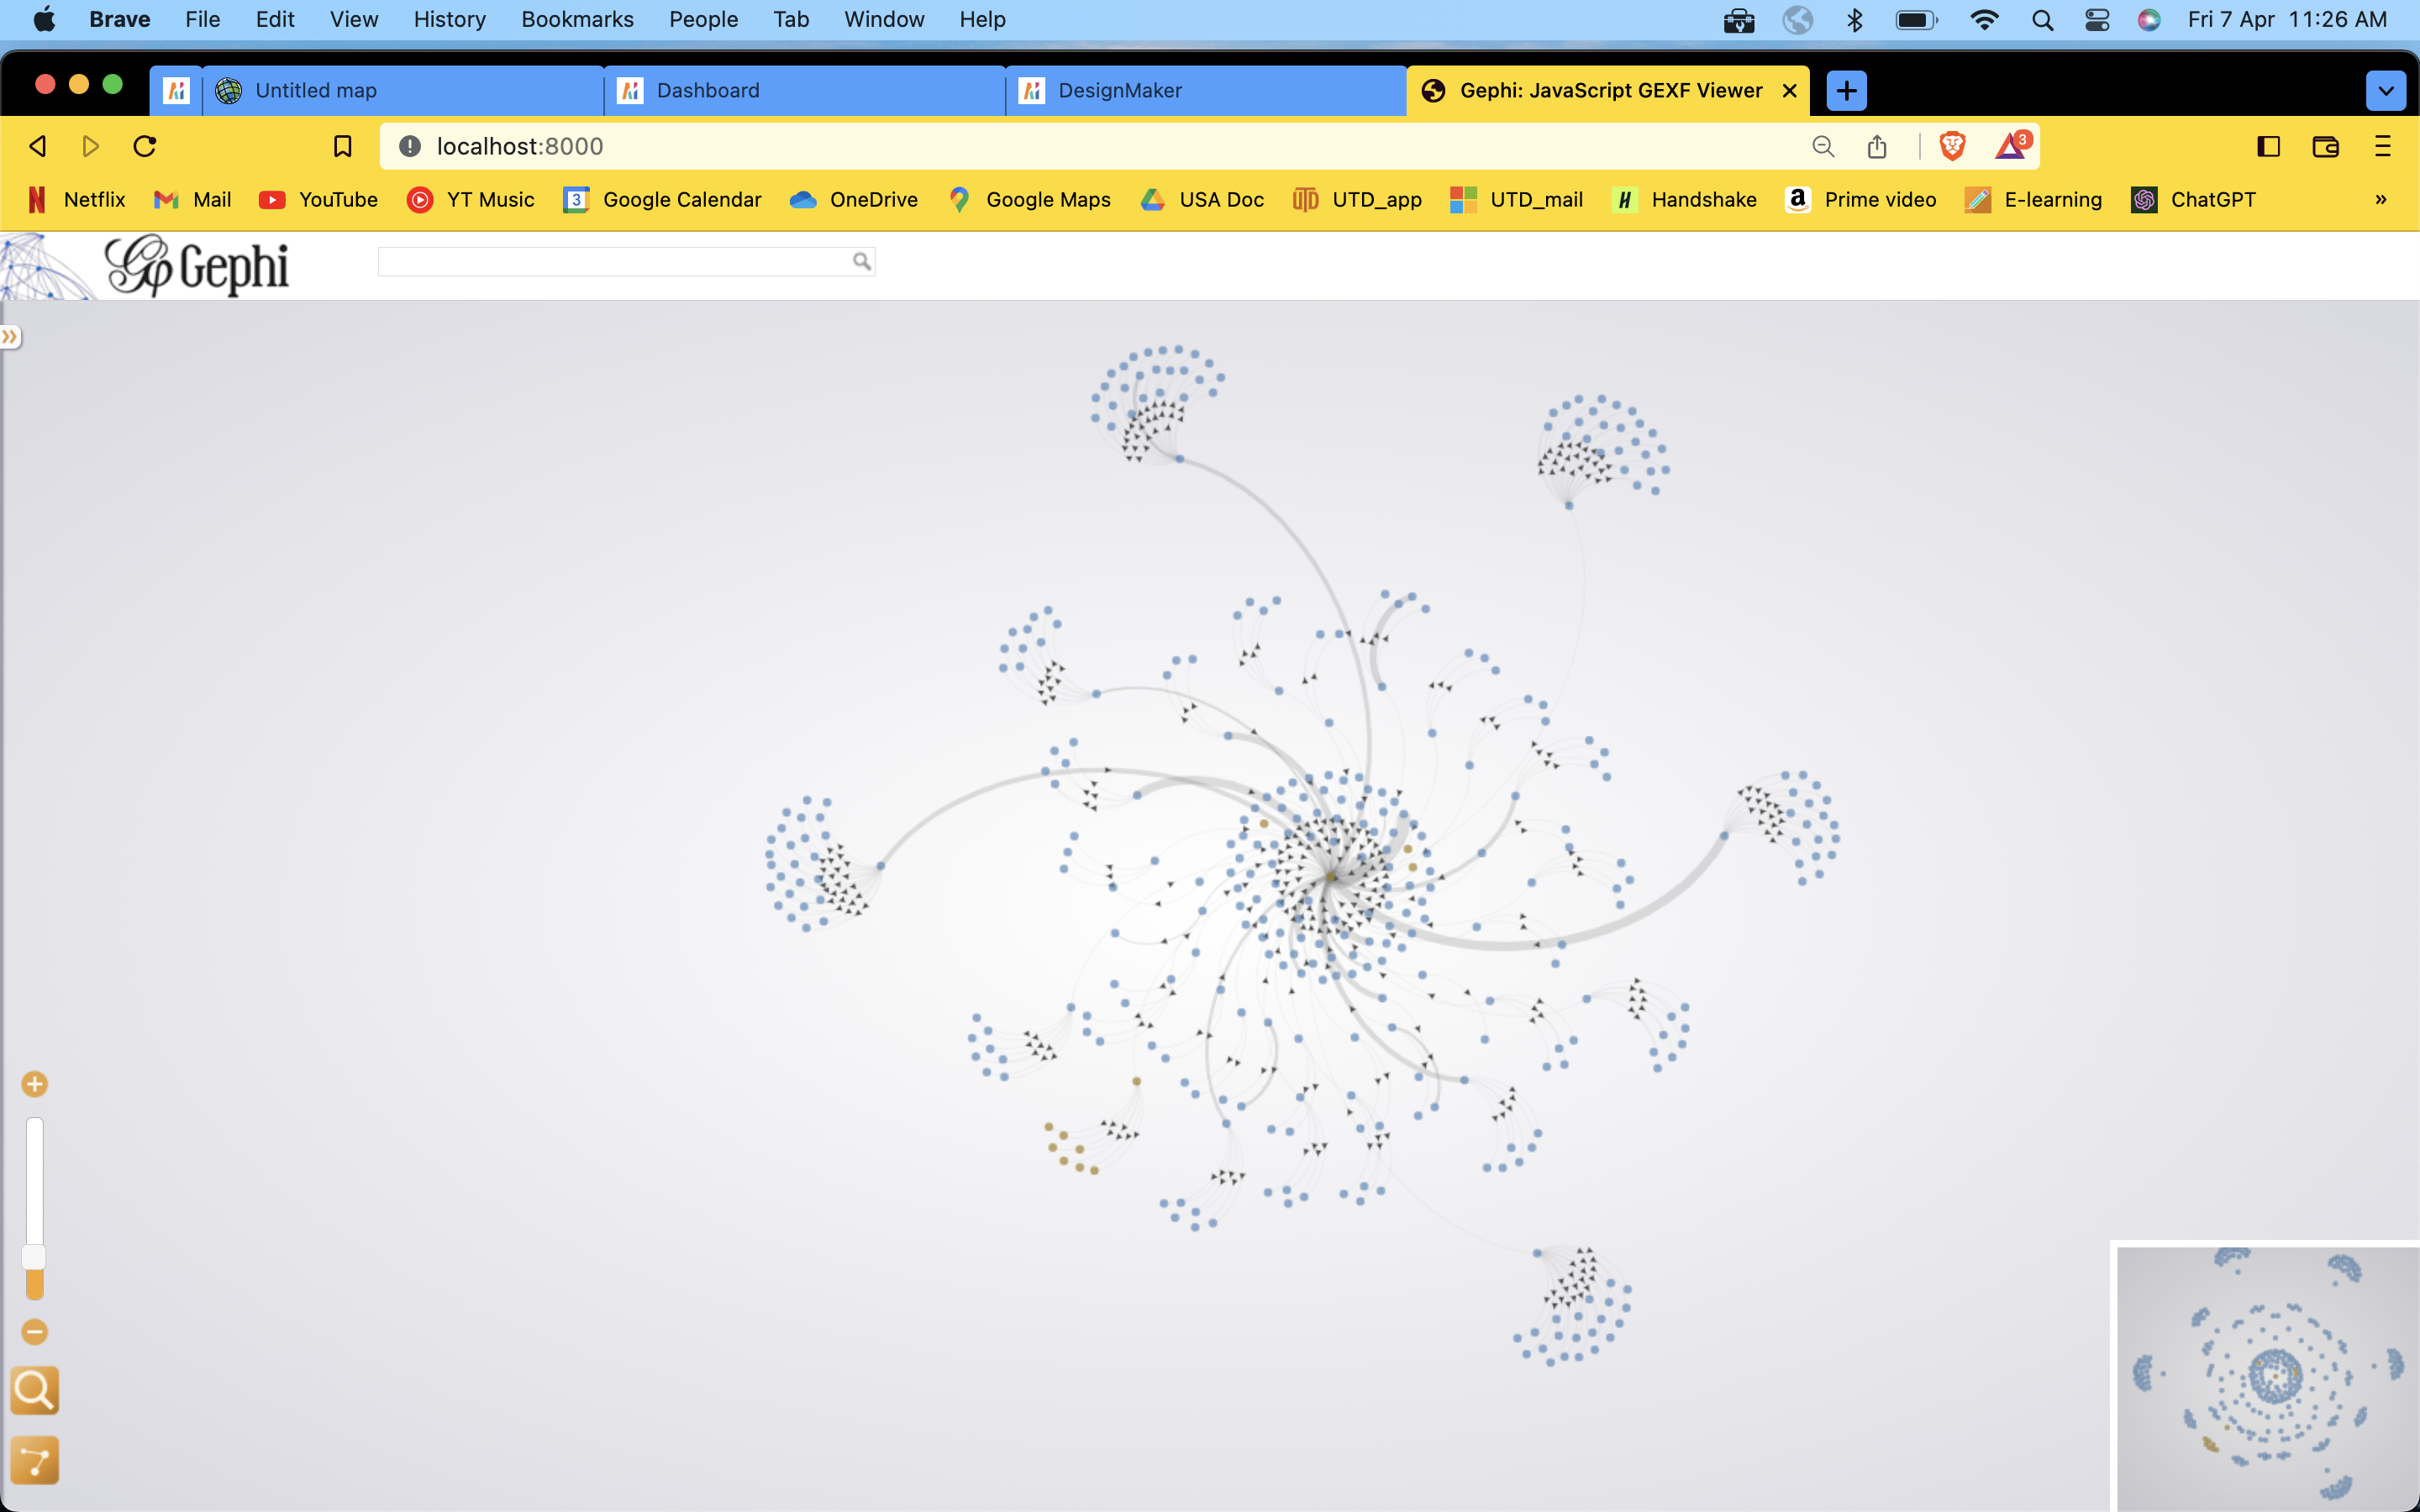 Brave File Edit View History Bookmarks People Tab Window Help Fri 7 Apr 11:26 AM
Untitled map Dashboard DesignMaker Gephi: JavaScript GEXF Viewer
localhost:8000 3
Netflix Mail YouTube YT Music 3 Google Calendar OneDrive Google Maps USA Doc UTD_app UTD_mail Handshake Prime video E-learning ChatGPT »
Gephi